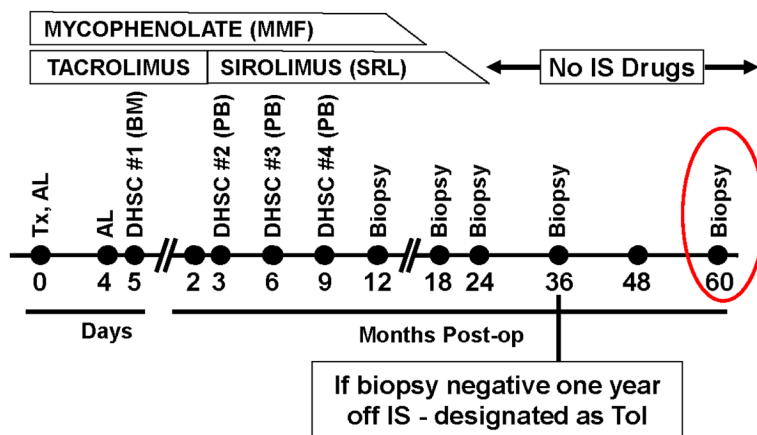 MYCOPHENOLATE (MMF)
TACROLIMUS
SIROLIMUS (SRL)
No IS Drugs
Tx, AL
AL
DHSC #1 (BM)
DHSC #2 (PB)
DHSC #3 (PB)
DHSC #4 (PB)
Biopsy
Biopsy
Biopsy
Biopsy
Biopsy
0 4 5 2 3 6 9 12 18 24 36 48 60
Days
Months Post-op
If biopsy negative one year
off IS - designated as Tol